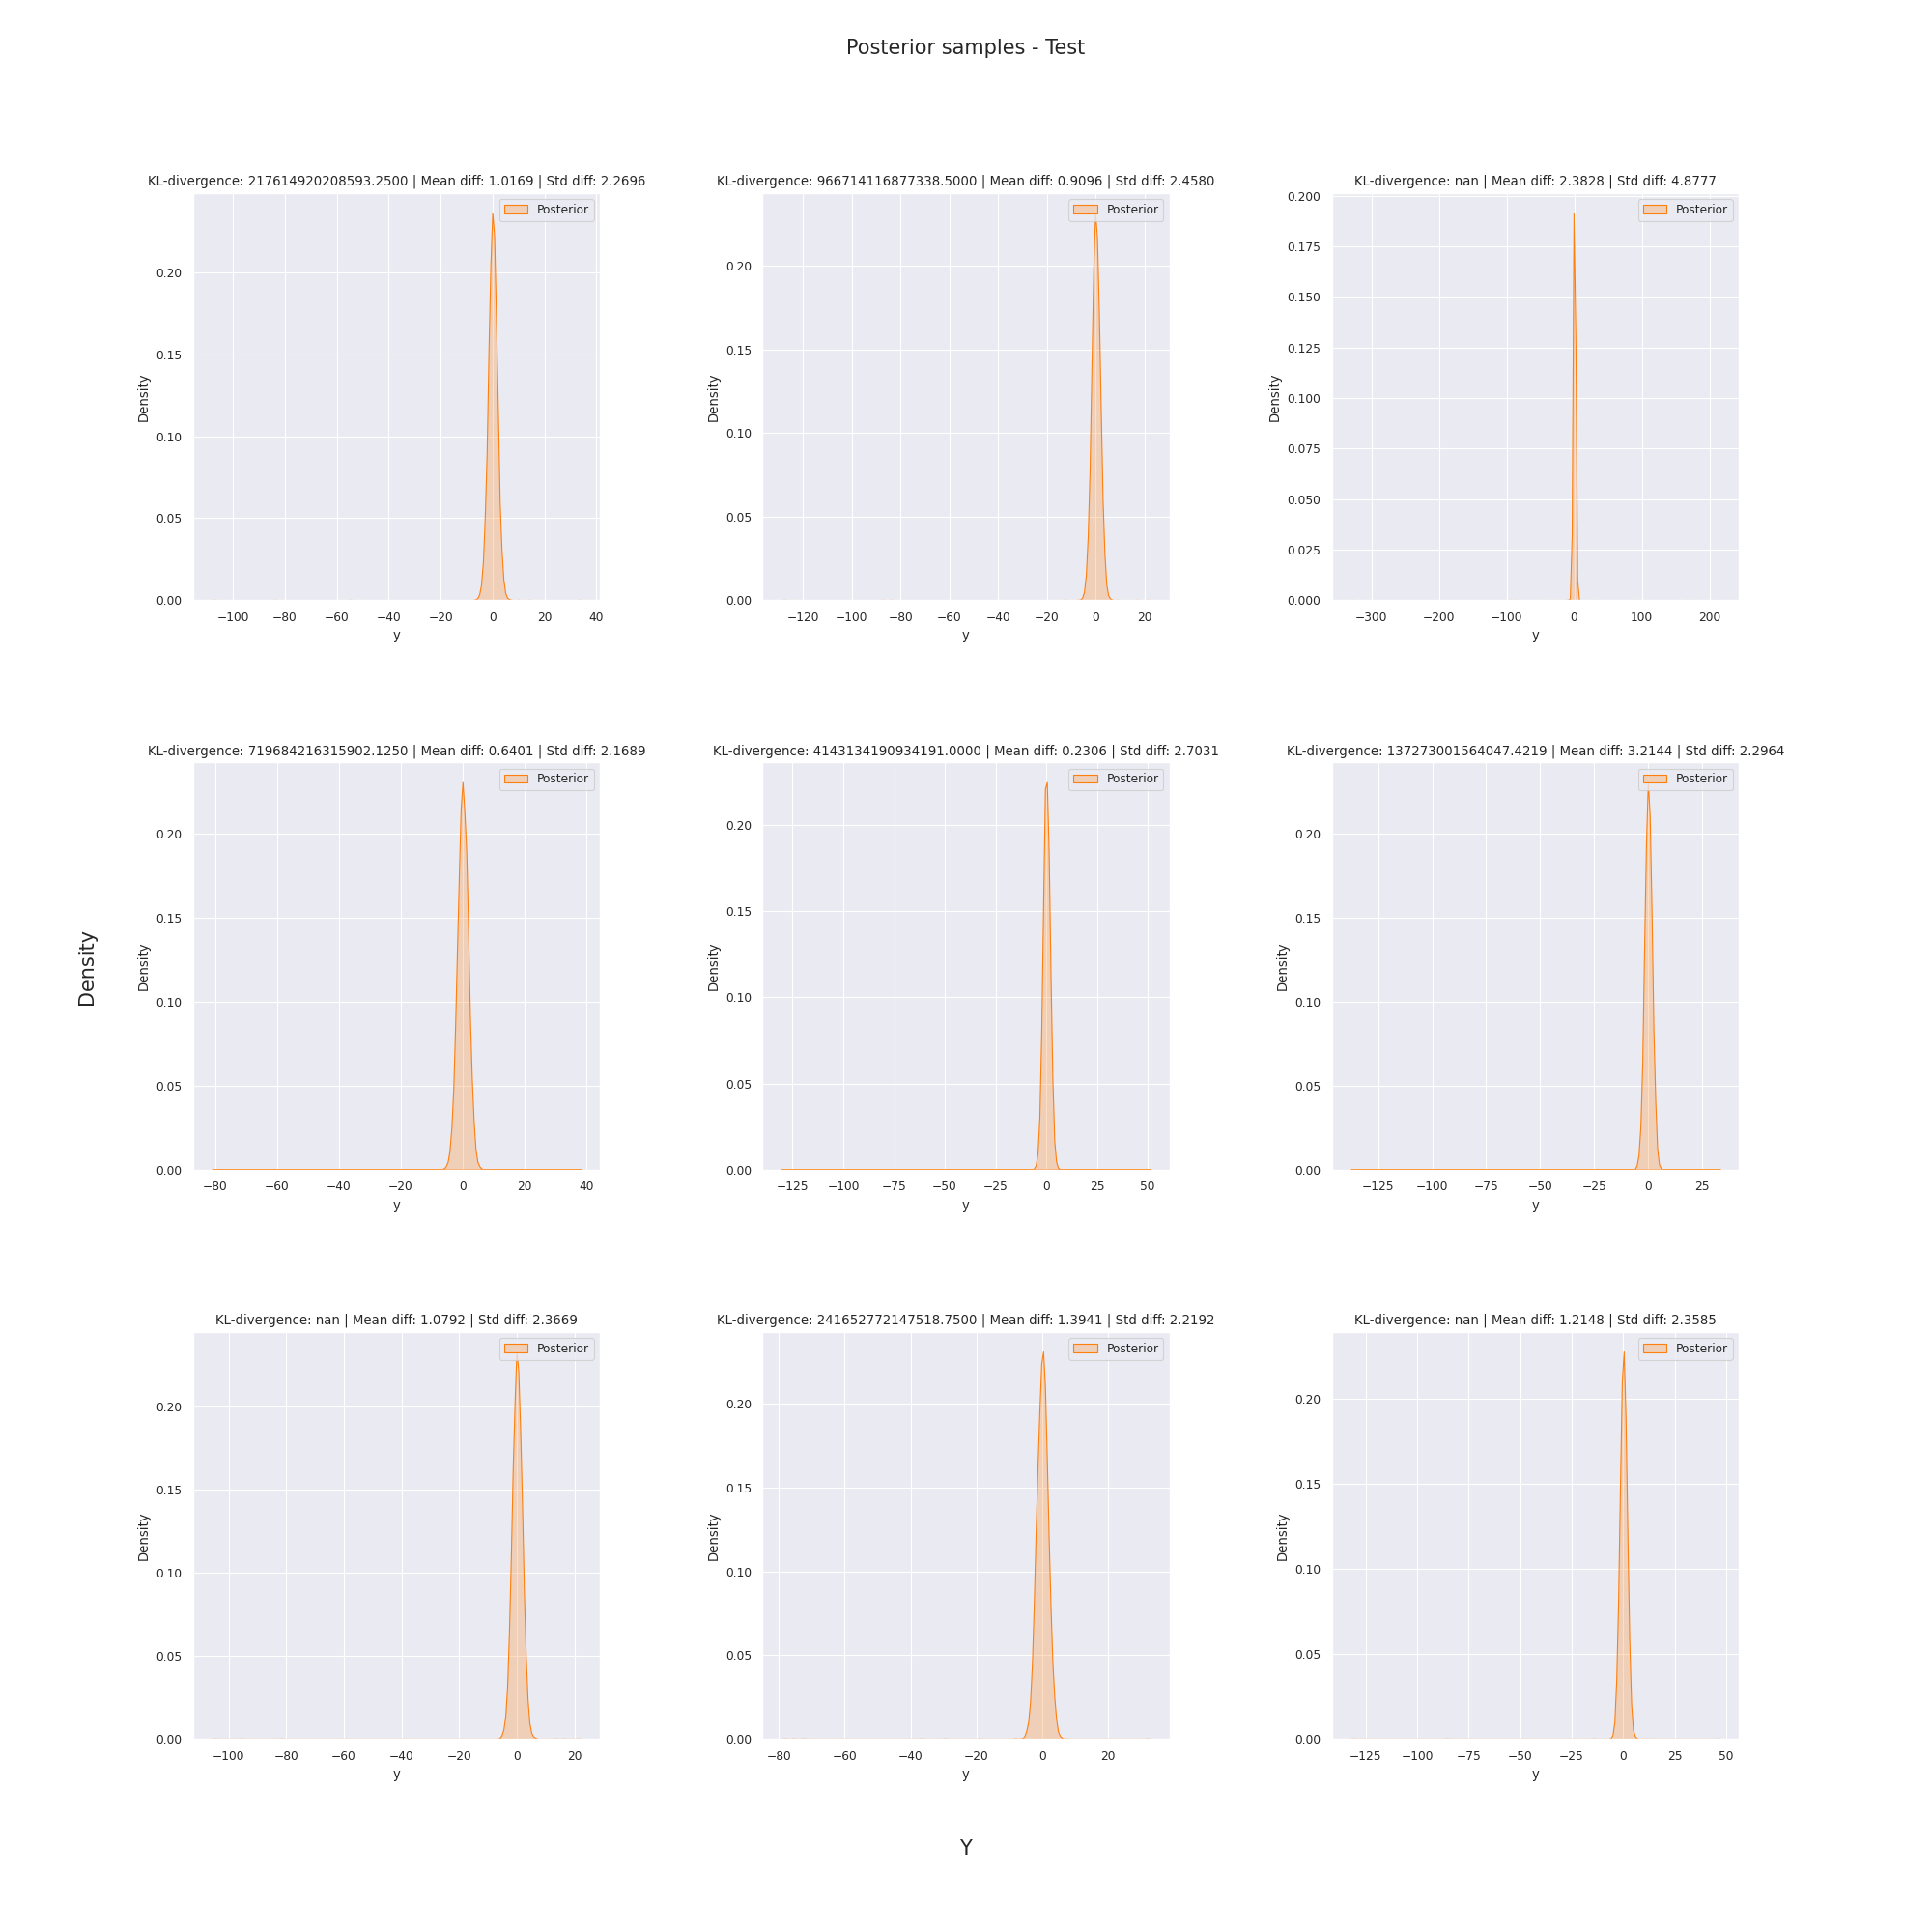 Posterior samples - Test
KL-divergence: 217614920208593.2500 | Mean diff: 1.0169 | Std diff: 2.2696
Posterior
0.20
0.15
0.10
0.05
0.00
Density
−100 −80 −60 −40 −20 0 20 40
y
KL-divergence: 966714116877338.5000 | Mean diff: 0.9096 | Std diff: 2.4580
Posterior
0.20
0.15
0.10
0.05
0.00
Density
−120 −100 −80 −60 −40 −20 0 20
y
KL-divergence: nan | Mean diff: 2.3828 | Std diff: 4.8777
Posterior
0.200
0.175
0.150
0.125
0.100
0.075
0.050
0.025
0.000
Density
−300 −200 −100 0 100 200
y
Density
KL-divergence: 719684216315902.1250 | Mean diff: 0.6401 | Std diff: 2.1689
Posterior
0.20
0.15
0.10
0.05
0.00
Density
−80 −60 −40 −20 0 20 40
y
KL-divergence: 4143134190934191.0000 | Mean diff: 0.2306 | Std diff: 2.7031
Posterior
0.20
0.15
0.10
0.05
0.00
Density
−125 −100 −75 −50 −25 0 25 50
y
KL-divergence: 137273001564047.4219 | Mean diff: 3.2144 | Std diff: 2.2964
Posterior
0.20
0.15
0.10
0.05
0.00
Density
−125 −100 −75 −50 −25 0 25
y
KL-divergence: nan | Mean diff: 1.0792 | Std diff: 2.3669
Posterior
0.20
0.15
0.10
0.05
0.00
Density
−100 −80 −60 −40 −20 0 20
y
KL-divergence: 241652772147518.7500 | Mean diff: 1.3941 | Std diff: 2.2192
Posterior
0.20
0.15
0.10
0.05
0.00
Density
−80 −60 −40 −20 0 20
y
KL-divergence: nan | Mean diff: 1.2148 | Std diff: 2.3585
Posterior
0.20
0.15
0.10
0.05
0.00
Density
−125 −100 −75 −50 −25 0 25 50
y
Y